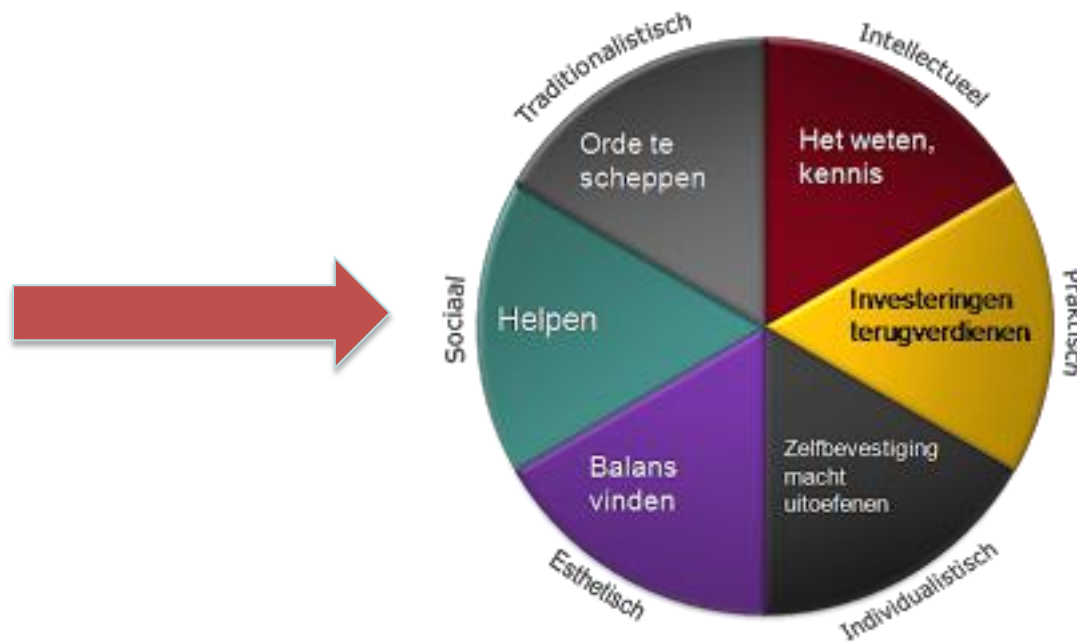 Traditionalistisch
Intellectueel
Orde te
scheppen
Het weten,
kennis
Sociaal
Helpen
Investeringen
terugverdienen
Praktisch
Balans
vinden
Zelfbevestiging
macht
uitoefenen
Esthetisch
Individualistisch